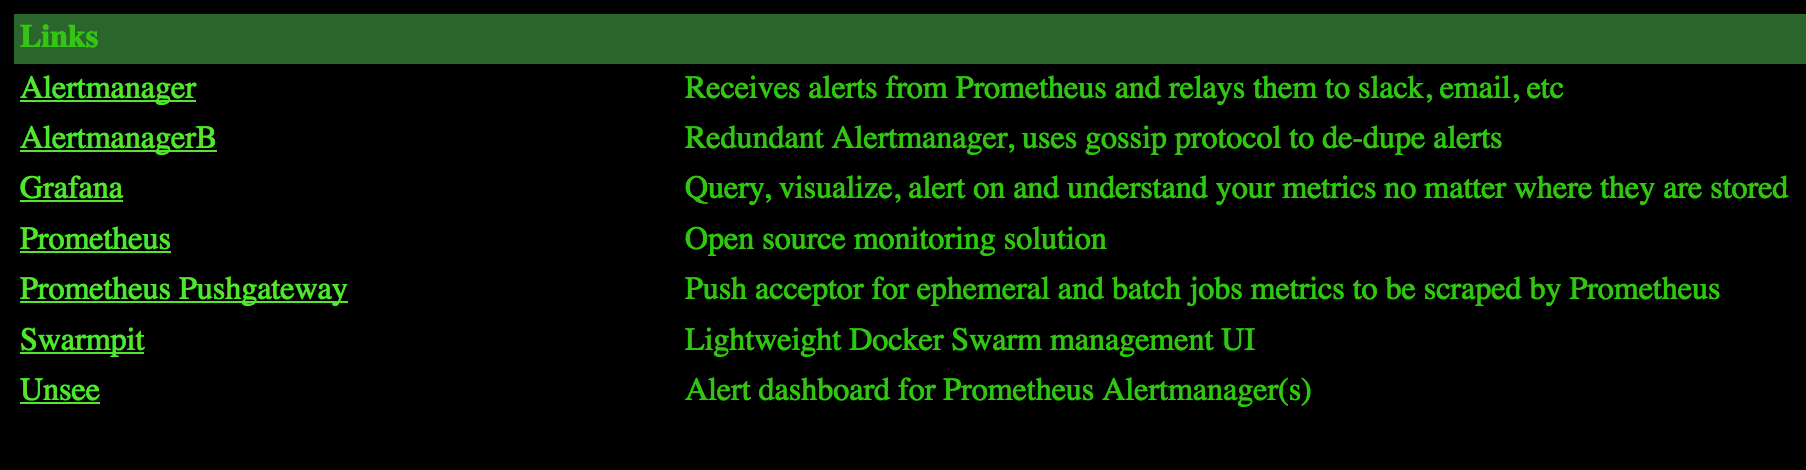 Links
Alertmanager Receives alerts from Prometheus and relays them to slack, email, etc
AlertmanagerB Redundant Alertmanager, uses gossip protocol to de-dupe alerts
Grafana Query, visualize, alert on and understand your metrics no matter where they are stored
Prometheus Open source monitoring solution
Prometheus Pushgateway Push acceptor for ephemeral and batch jobs metrics to be scraped by Prometheus
Swarmpit Lightweight Docker Swarm management UI
Unsee Alert dashboard for Prometheus Alertmanager(s)